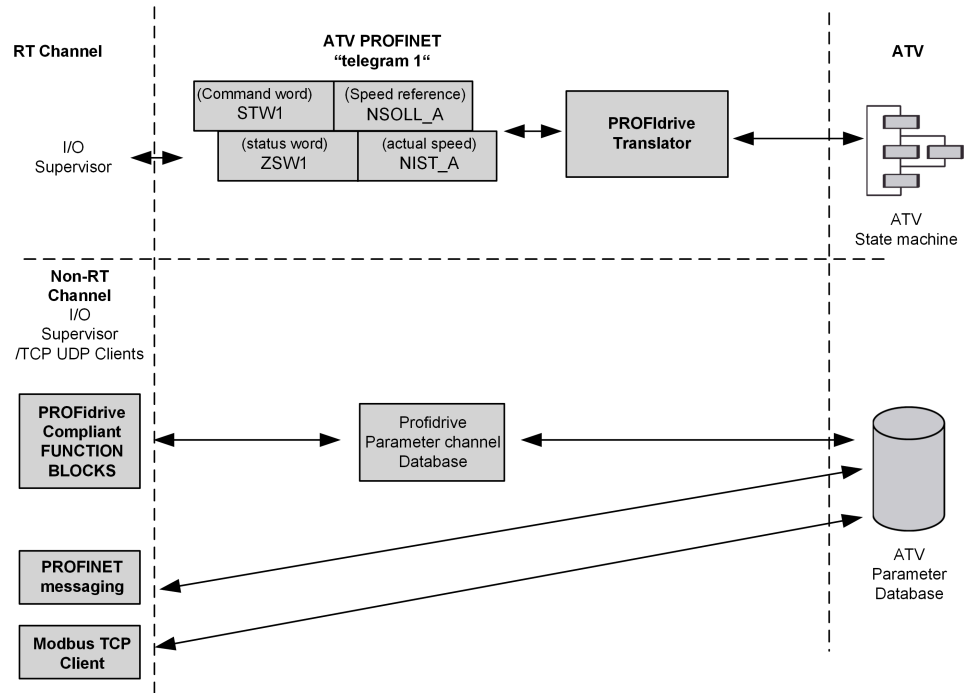 RT Channel
ATV PROFINET
“telegram 1“
ATV
(Command word)
STW1
(Speed reference)
NSOLL_A
(status word)
ZSW1
(actual speed)
NIST_A
PROFIdrive
Translator
I/O
Supervisor
ATV
State machine
Non-RT
Channel
I/O
Supervisor
/TCP UDP Clients
PROFidrive
Compliant
FUNCTION
BLOCKS
Profidrive
Parameter channel
Database
PROFINET
messaging
ATV
Parameter
Database
Modbus TCP
Client